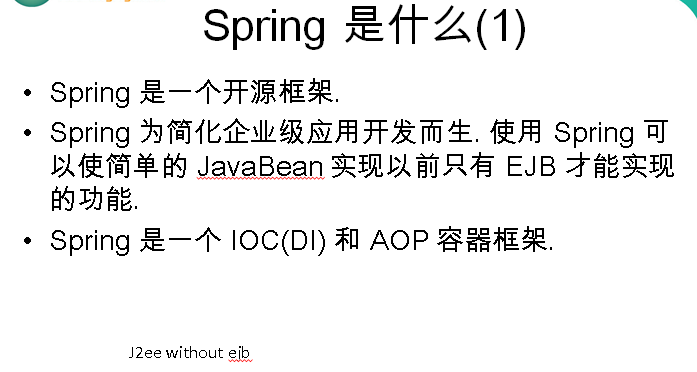 Spring 是什么(1)
• Spring 是一个开源框架.
• Spring 为简化企业级应用开发而生. 使用 Spring 可
以使简单的 JavaBean 实现以前只有 EJB 才能实现
的功能.
• Spring 是一个 IOC(DI) 和 AOP 容器框架.
J2ee without ejb